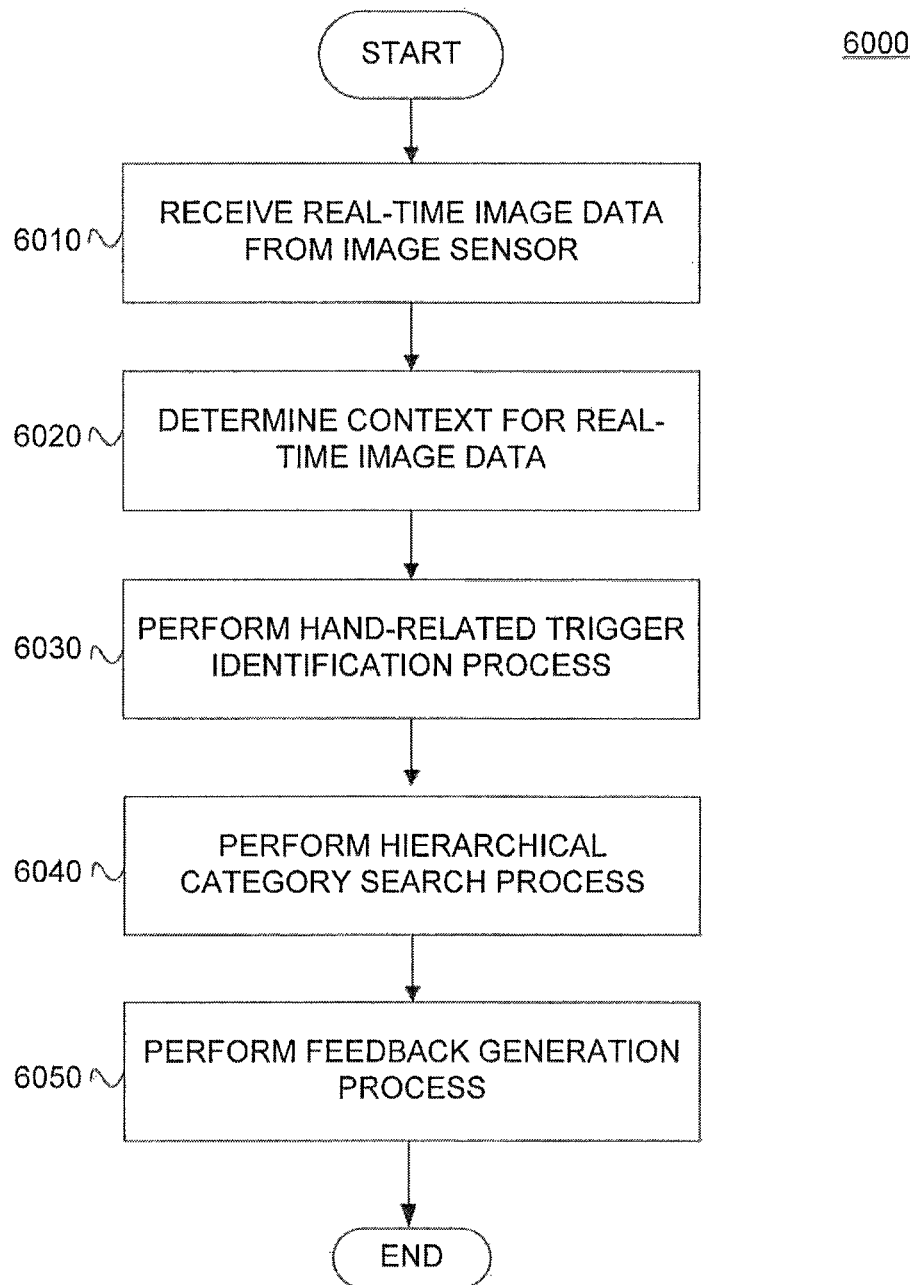 START
6000
RECEIVE REAL-TIME IMAGE DATA
FROM IMAGE SENSOR
6010
DETERMINE CONTEXT FOR REAL-
TIME IMAGE DATA
6020
PERFORM HAND-RELATED TRIGGER
IDENTIFICATION PROCESS
6030
PERFORM HIERARCHICAL
CATEGORY SEARCH PROCESS
6040
PERFORM FEEDBACK GENERATION
PROCESS
6050
END